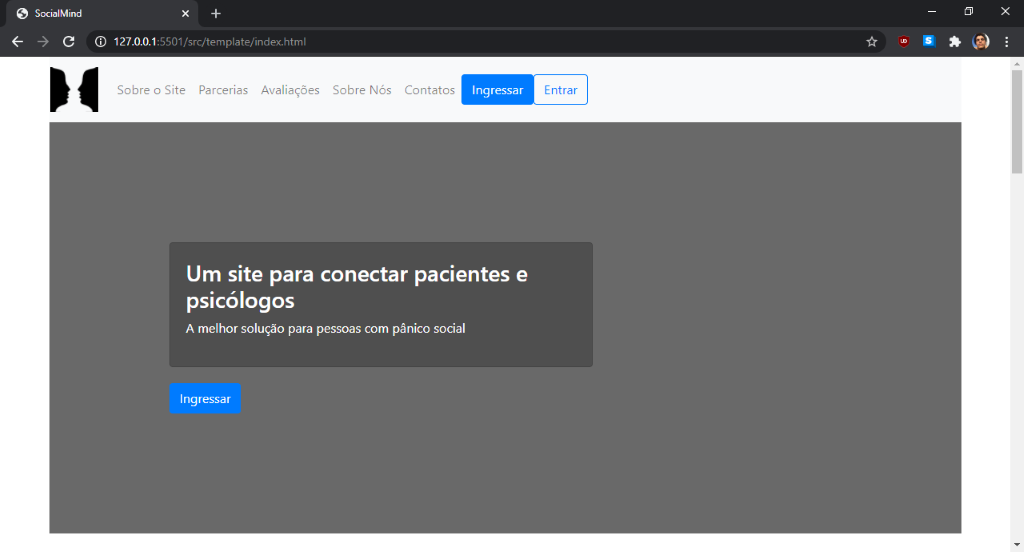 SocialMind
127.0.0.1:5501/src/template/index.html
Sobre o Site Parcerias Avaliações Sobre Nós Contatos Ingressar Entrar
Um site para conectar pacientes e
psicólogos
A melhor solução para pessoas com pânico social
Ingressar